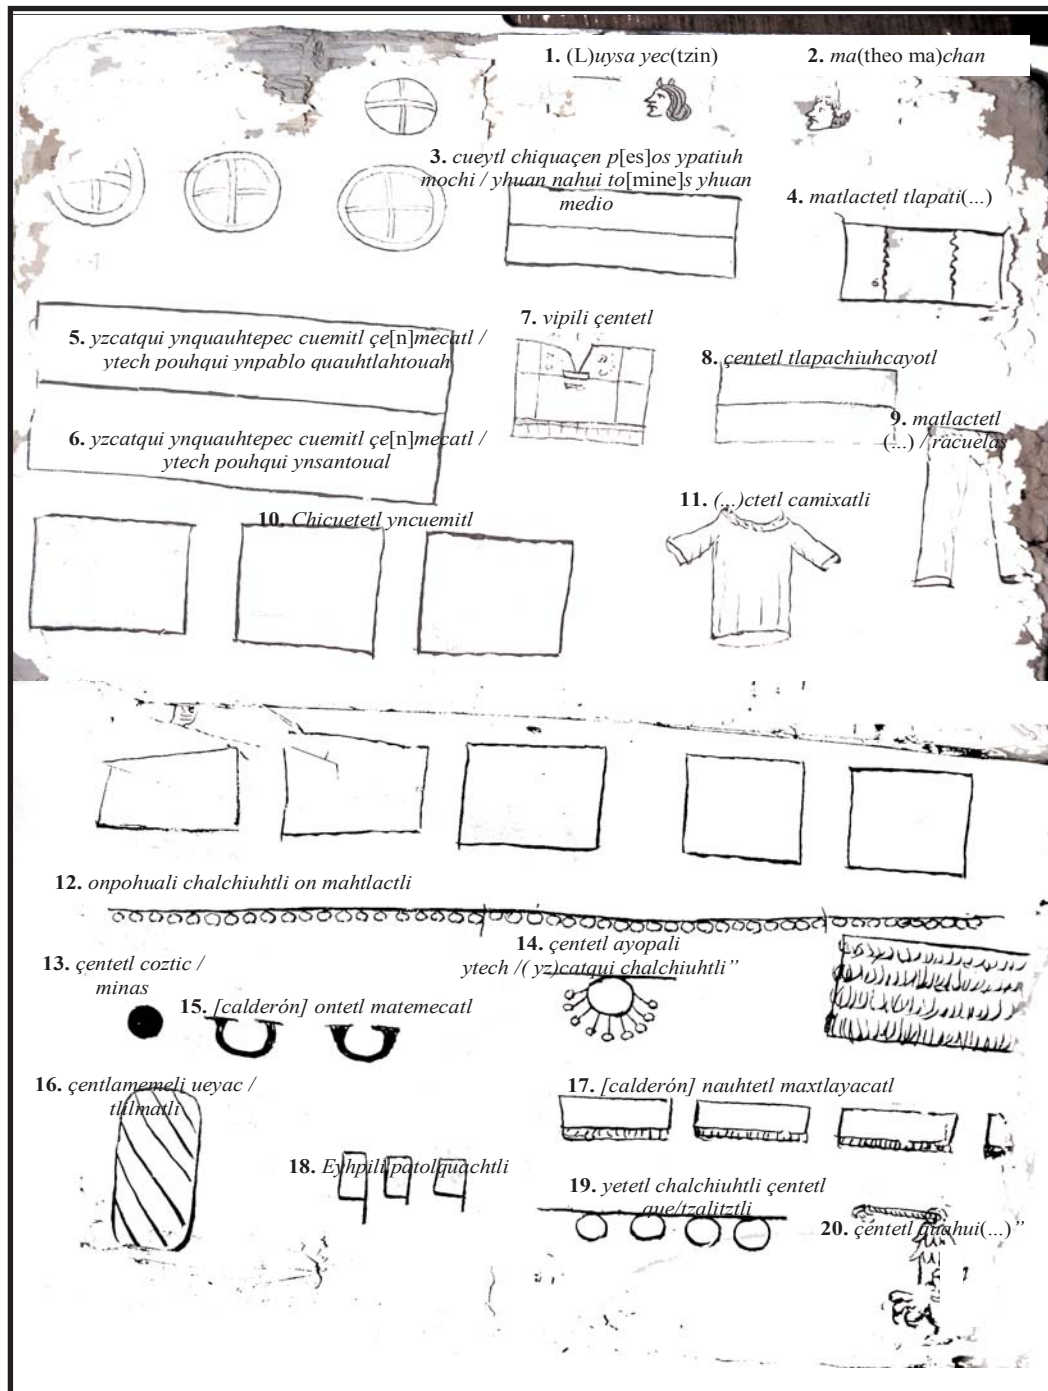 1. (L)uysa yec(tzin)
2. ma(theo ma)chan
3. cueytl chiquaçen p[es]os ypatiuh
mochi / yhuan nahui to[mine]s yhuan
medio
4. matlactetl tlapati(...)
5. yzcatqui ynquauhtepec cuemitl çe[n]mecatl /
ytech pouhqui ynpablo quauhtlahtouah
6. yzcatqui ynquauhtepec cuemitl çe[n]mecatl /
ytech pouhqui ynsantoual
7. vipili çentetl
8. çentetl tlapachiuhcayotl
9. matlactetl
(...) / racuelas
10. Chicuetetl yncuemitl
11. (...)ctetl camixatli
12. onpohuali chalchiuhtli on mahtlactli
13. çentetl coztic /
minas
14. çentetl ayopali
ytech /( yz)catqui chalchiuhtli”
15. [calderón] ontetl matemecatl
16. çentlamemeli ueyac /
tlilmatli
17. [calderón] nauhtetl maxtlayacatl
18. Eyhpili patolquachtli
19. yetetl chalchiuhtli çentetl
que/tzalitztli
20. çentetl quahui(...)”